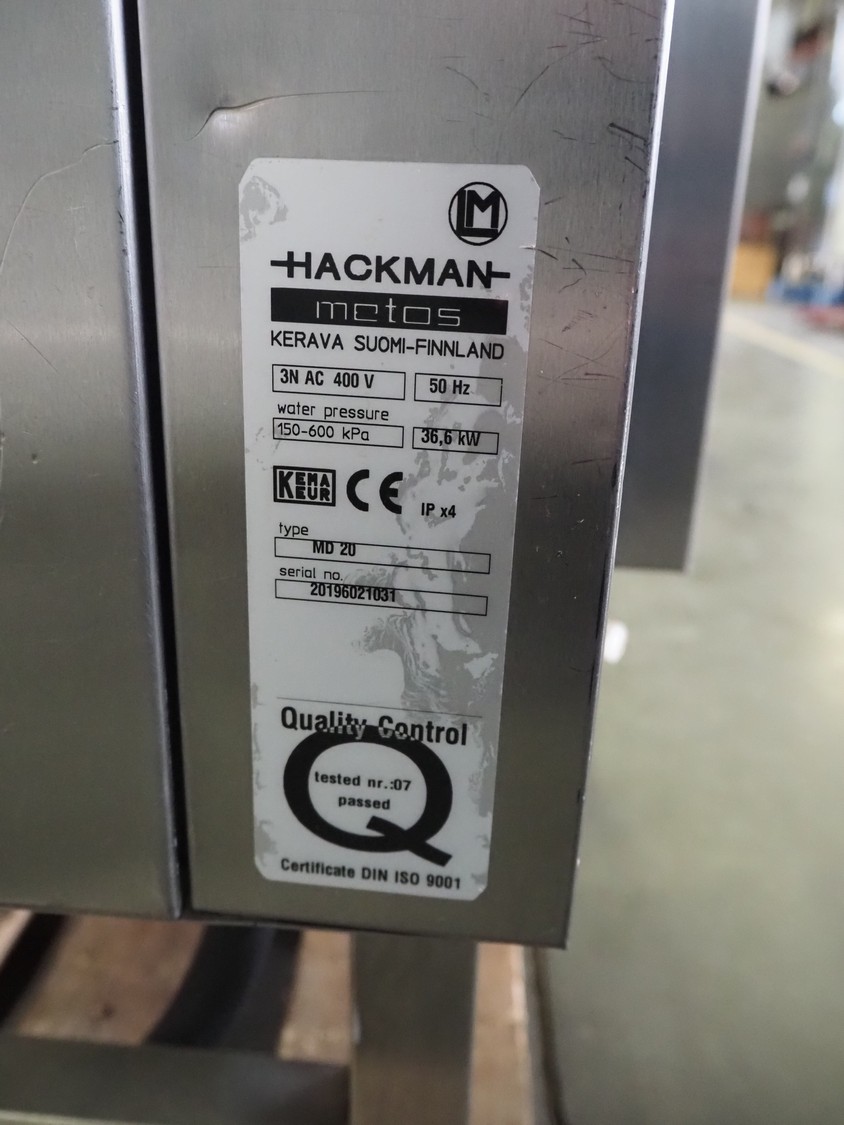 LM
HACKMAN
metos
KERAVA SUOMI-FINNLAND
3N AC 400 V 50 Hz
water pressure
150-600 kPa 36,6 kW
KEMA EUR CE IP x4
type
MD 20
serial no.
20196021031
Quality Control
Q
tested nr.:07
passed
Certificate DIN ISO 9001